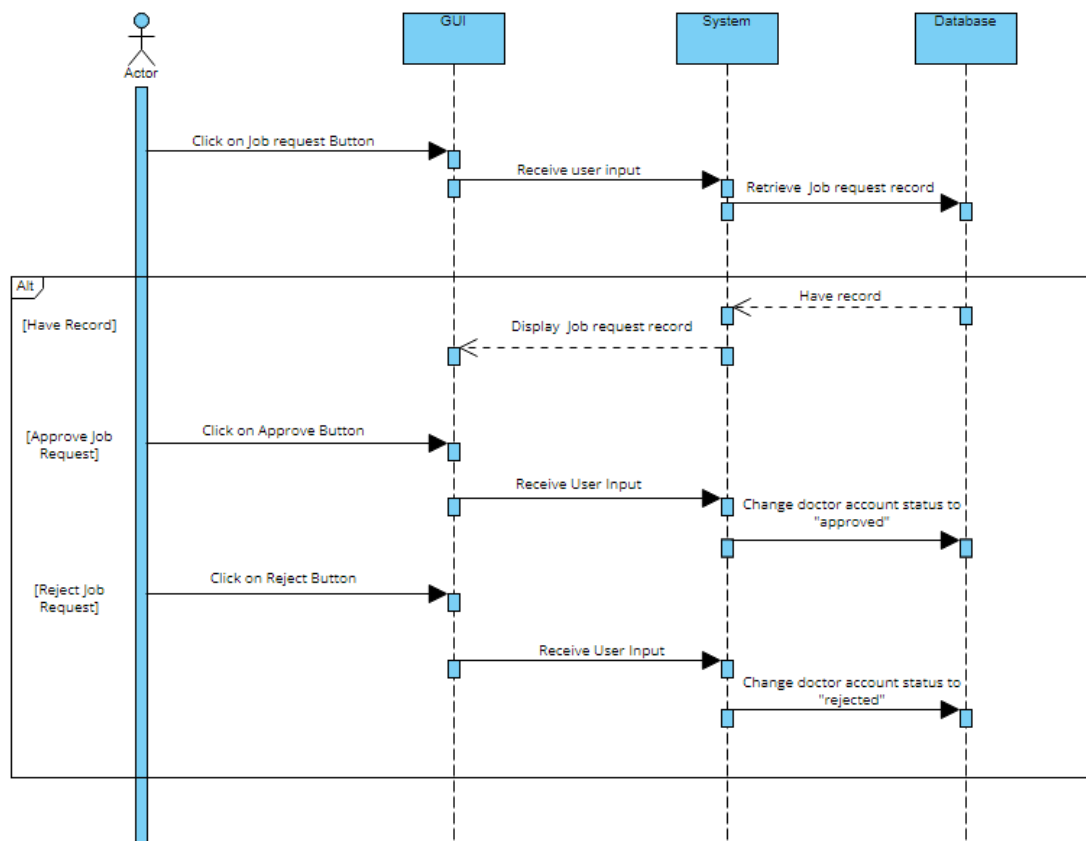 GUI
System
Database
Actor
Click on Job request Button
Receive user input
Retrieve Job request record
Alt
Have record
[Have Record]
Display Job request record
Click on Approve Button
[Approve Job
Request]
Receive User Input
Change doctor account status to
"approved"
Click on Reject Button
[Reject Job
Request]
Receive User Input
Change doctor account status to
"rejected"